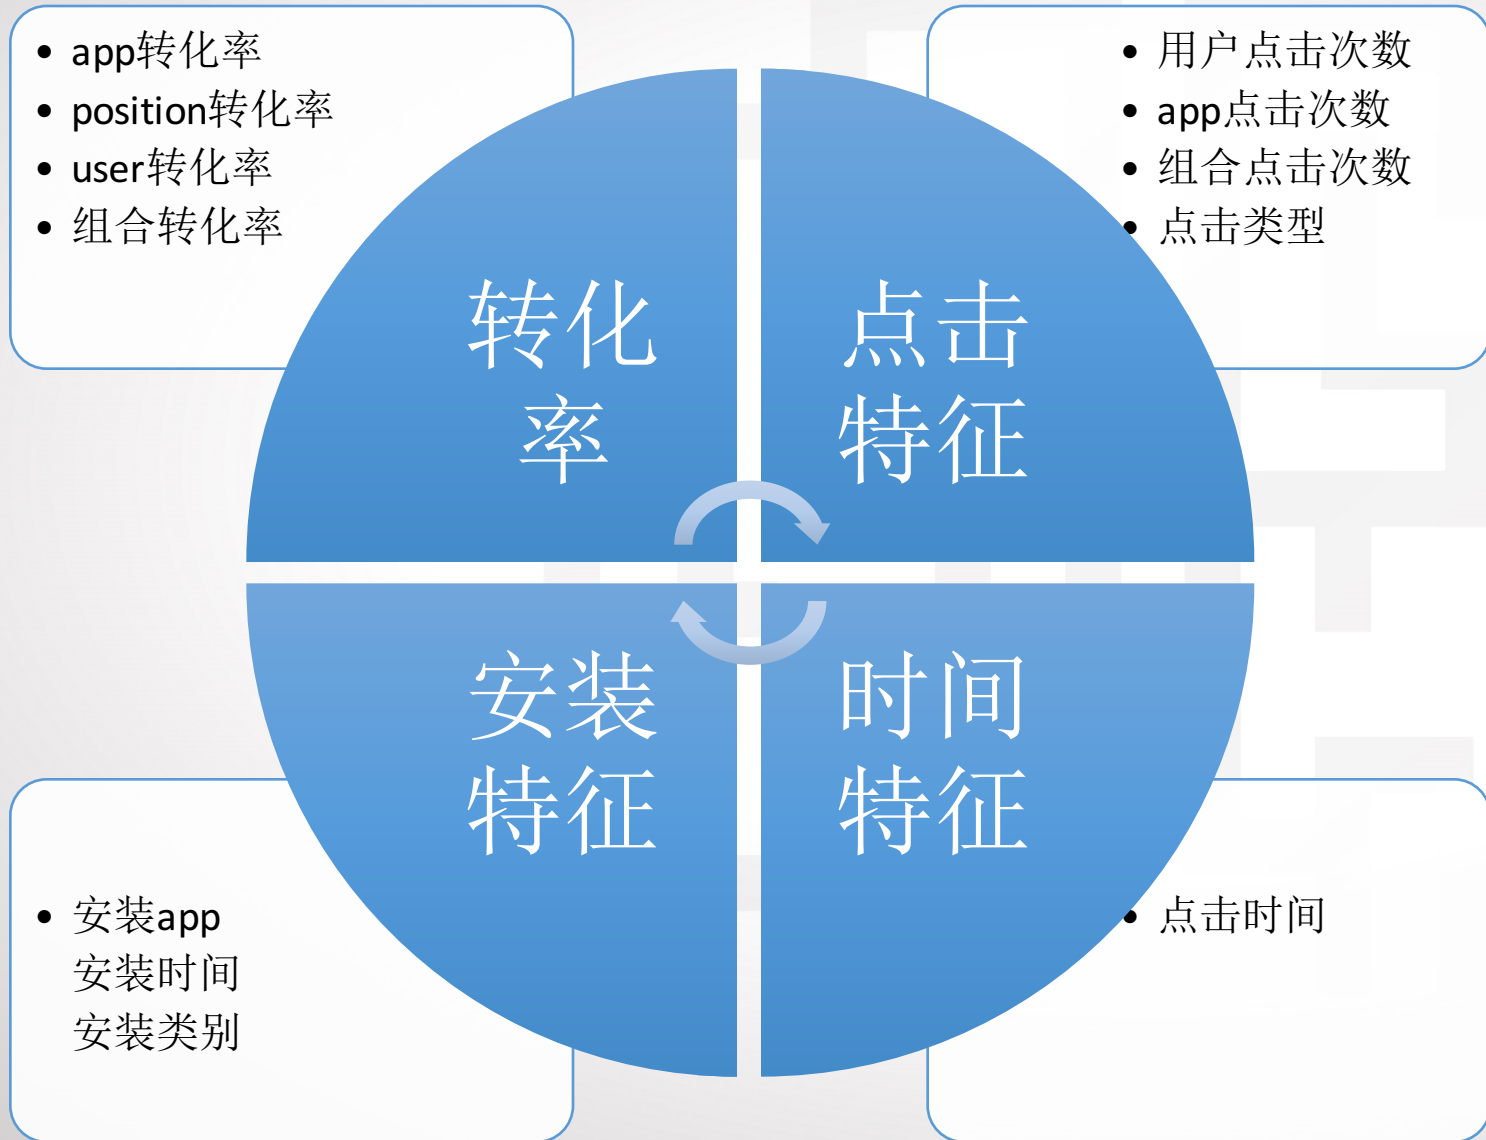 • app转化率
• position转化率
• user转化率
• 组合转化率
• 用户点击次数
• app点击次数
• 组合点击次数
• 点击类型
转化
率
点击
特征
安装
特征
时间
特征
• 安装app
安装时间
安装类别
• 点击时间